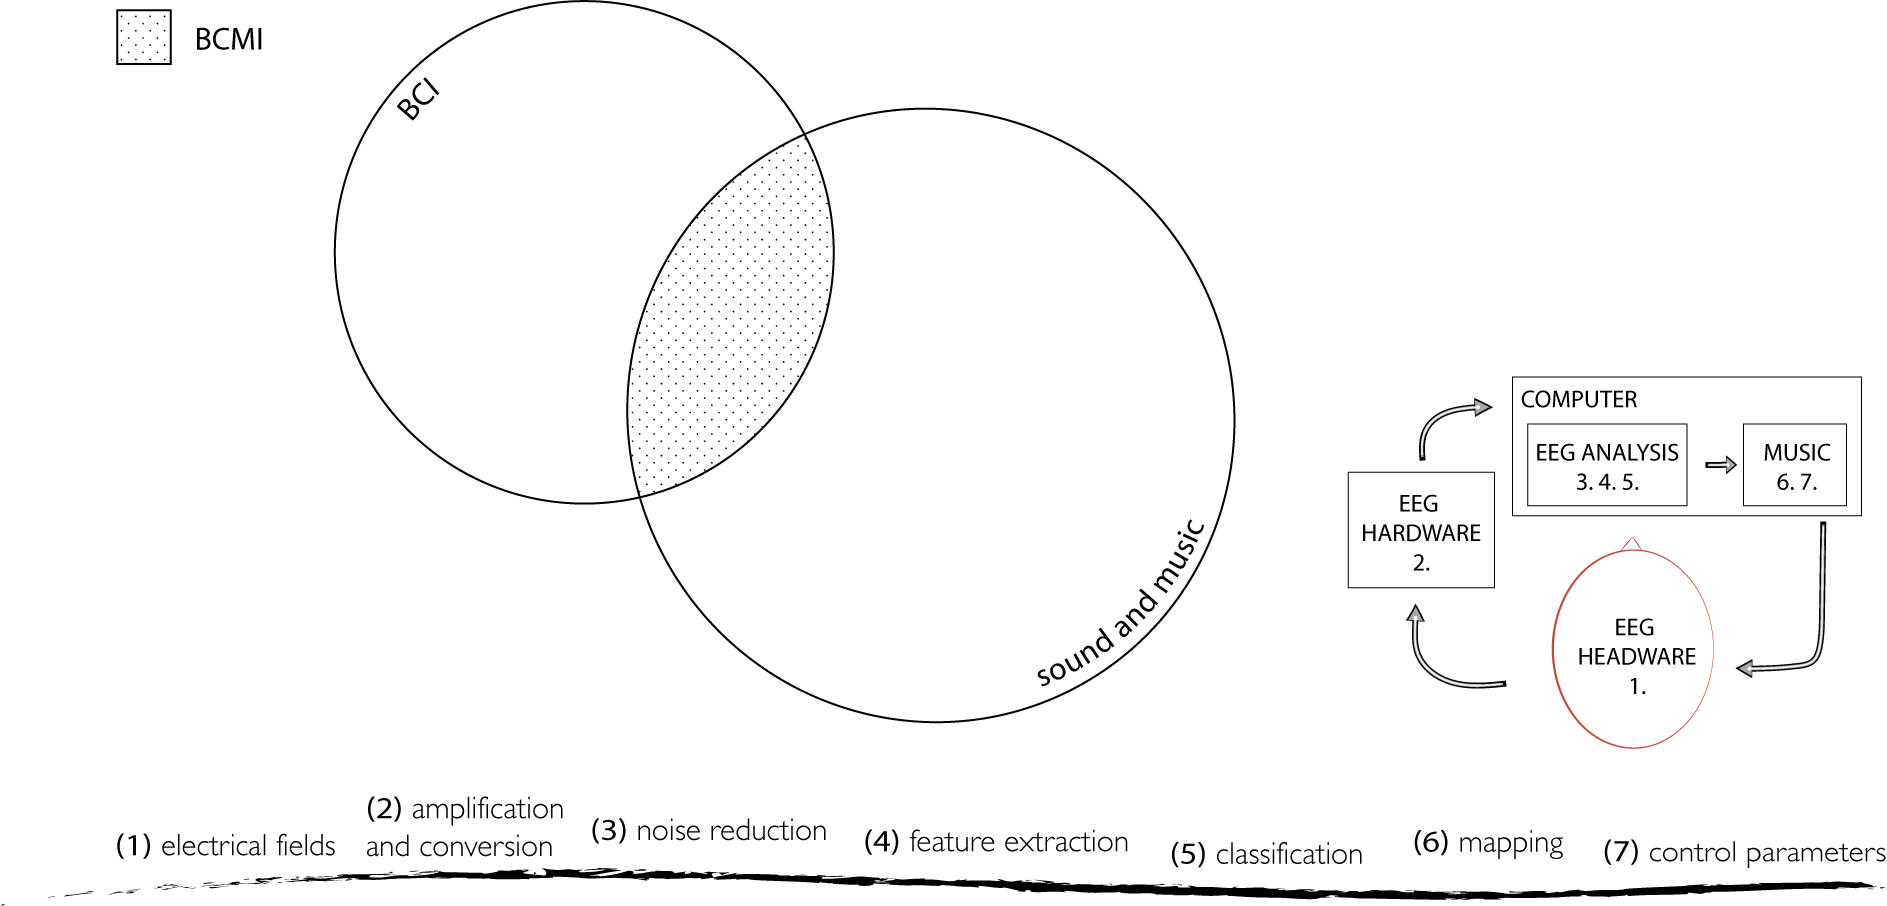 BCMI
BCI
sound and music
COMPUTER
EEG ANALYSIS
3. 4. 5.
MUSIC
6. 7.
EEG
HARDWARE
2.
EEG
HEADWARE
1.
(1) electrical fields
(2) amplification
and conversion
(3) noise reduction
(4) feature extraction
(5) classification
(6) mapping
(7) control parameters